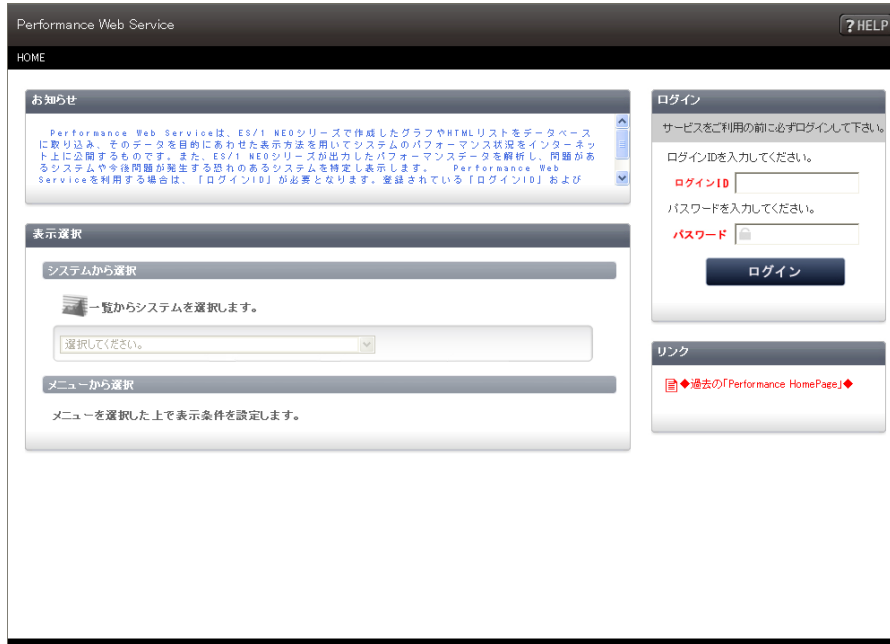 Performance Web Service
? HELP
HOME
お知らせ
Performance Web Serviceは、ES/1 NEOシリーズで作成したグラフやHTMLリストをデータベース
に取り込み、そのデータを目的にあわせた表示方法を用いてシステムのパフォーマンス状況をインターネッ
ト上に公開するものです。また、ES/1 NEOシリーズが出力したパフォーマンスデータを解析し、問題があ
るシステムや今後問題が発生する恐れのあるシステムを特定し表示します。 Performance Web
Serviceを利用する場合は、「ログインID」が必要となります。登録されている「ログインID」および
表示選択
システムから選択
一覧からシステムを選択します。
選択してください。
メニューから選択
メニューを選択した上で表示条件を設定します。
ログイン
サービスをご利用の前に必ずログインして下さい。
ログインIDを入力してください。
ログインID
パスワードを入力してください。
パスワード
ログイン
リンク
◆過去の「Performance HomePage」◆